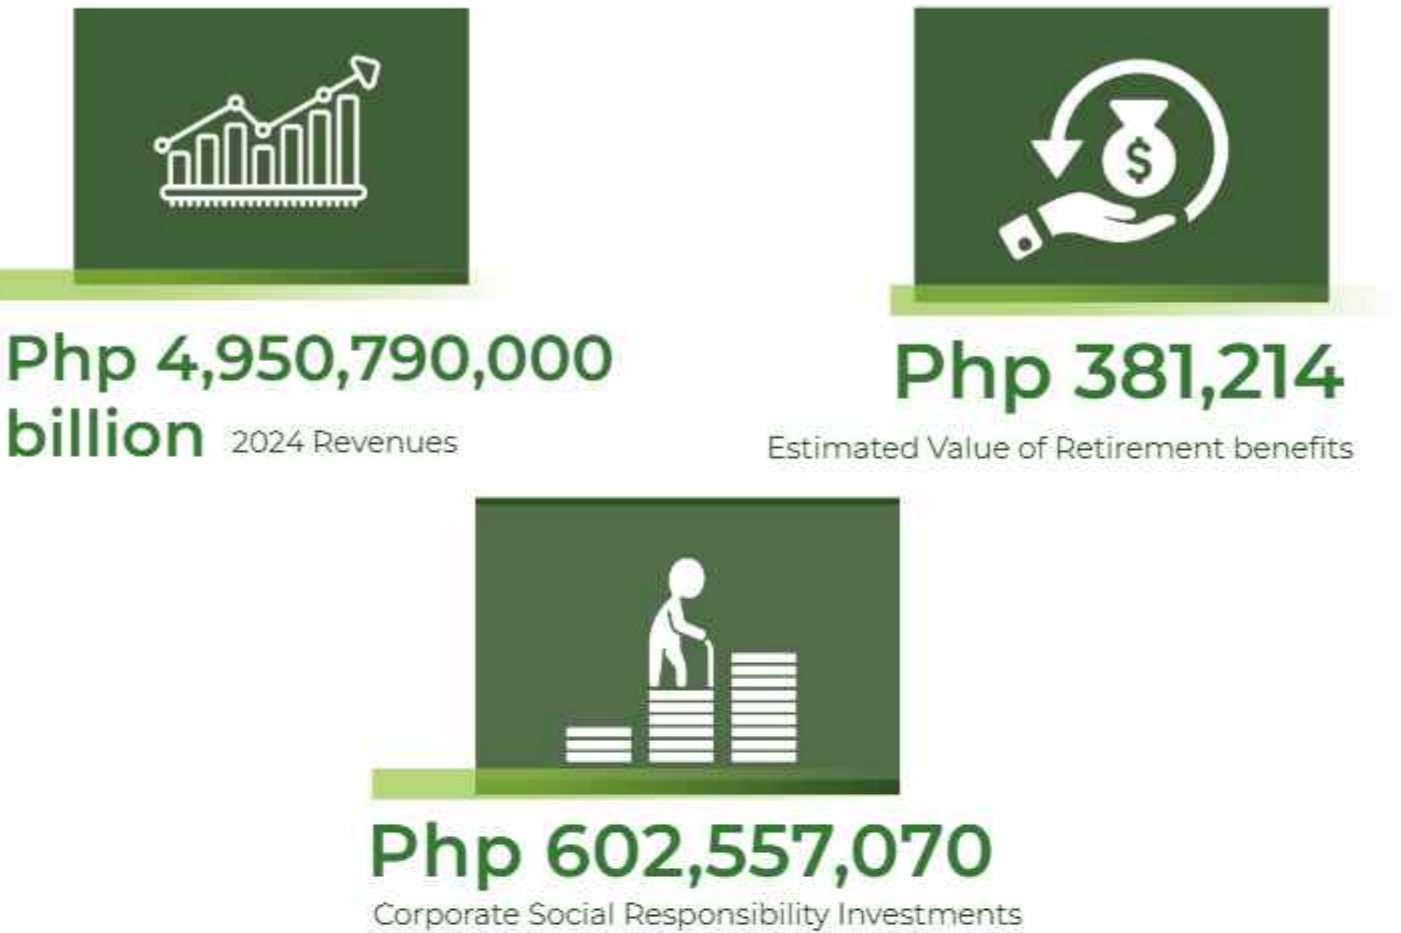 Php 4,950,790,000
billion 2024 Revenues
$
Php 381,214
Estimated Value of Retirement benefits
Php 602,557,070
Corporate Social Responsibility Investments